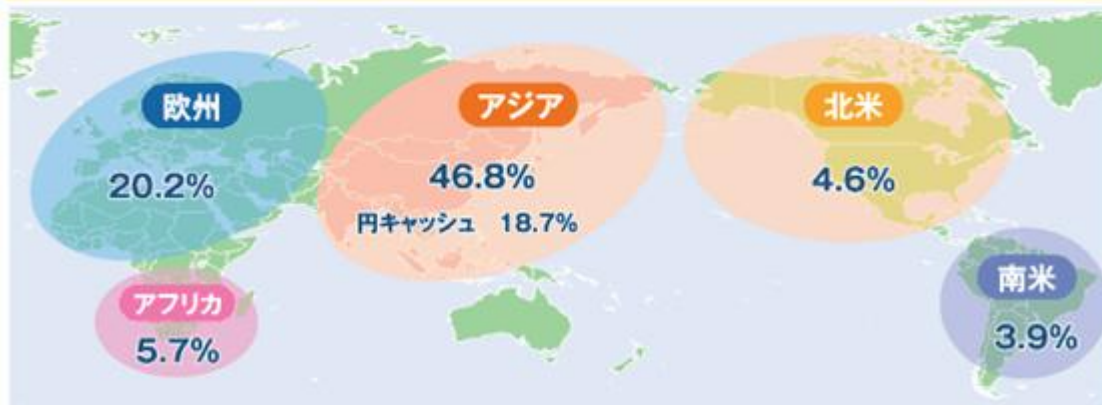 欧州
20.2%
アジア
46.8%
円キャッシュ 18.7%
北米
4.6%
アフリカ
5.7%
南米
3.9%